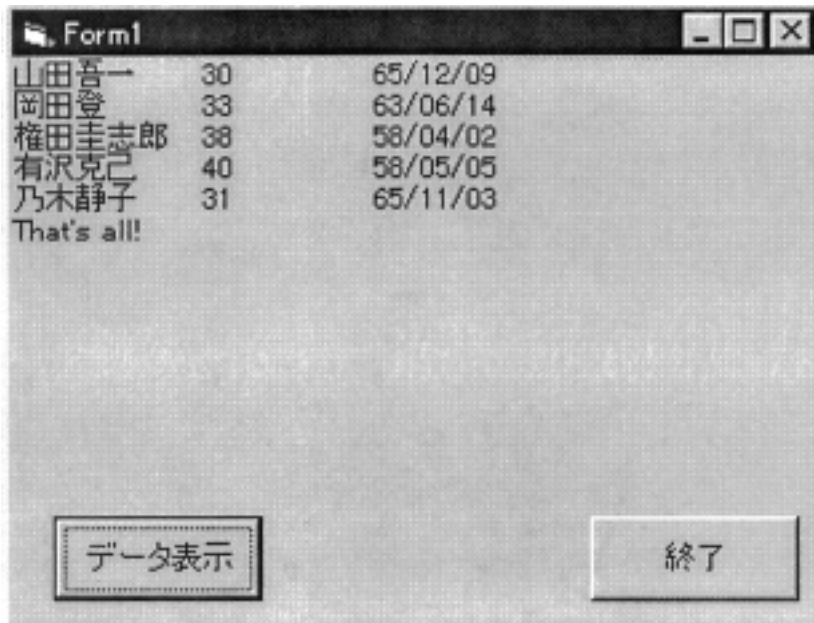 Form1
山田吾一 30 65/12/09
岡田登 33 63/06/14
権田圭志郎 38 58/04/02
有沢克己 40 58/05/05
乃木静子 31 65/11/03
That's all!
データ表示 終了